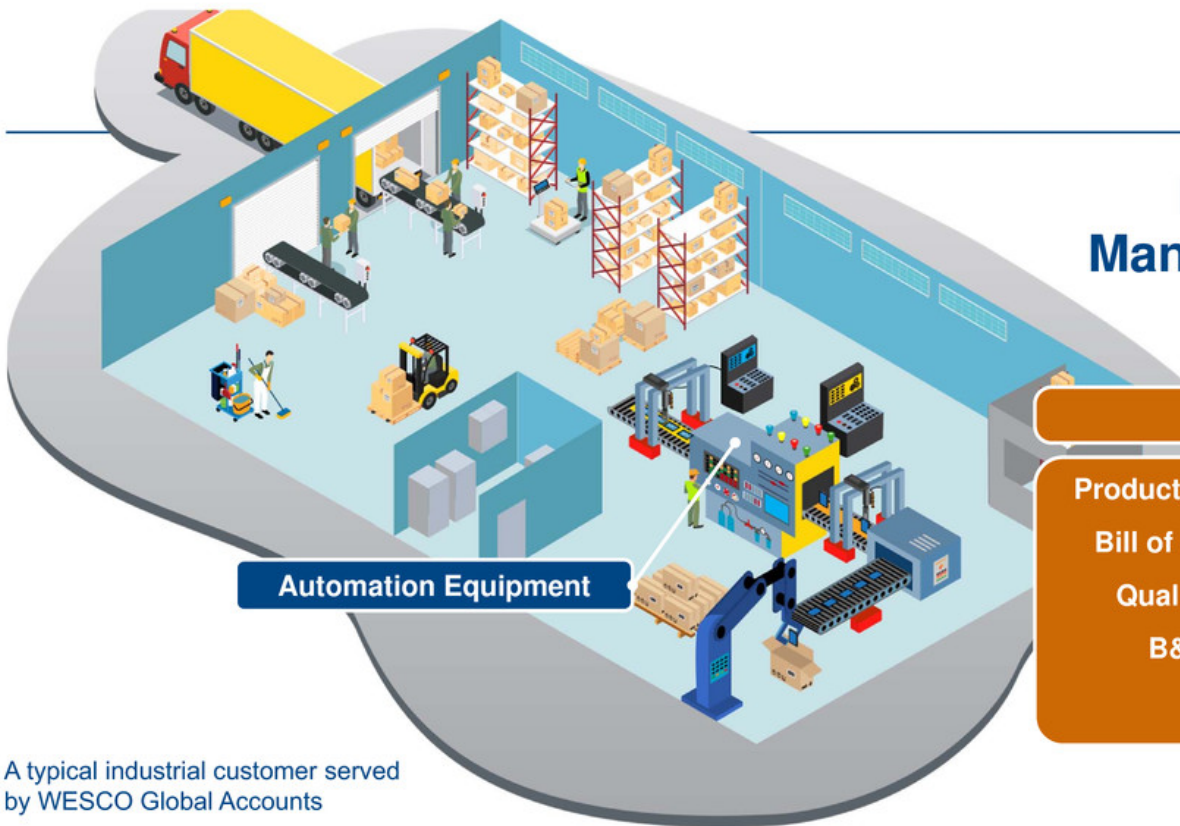 Man
Product
Bill of
Qual
B&
Automation Equipment
A typical industrial customer served
by WESCO Global Accounts